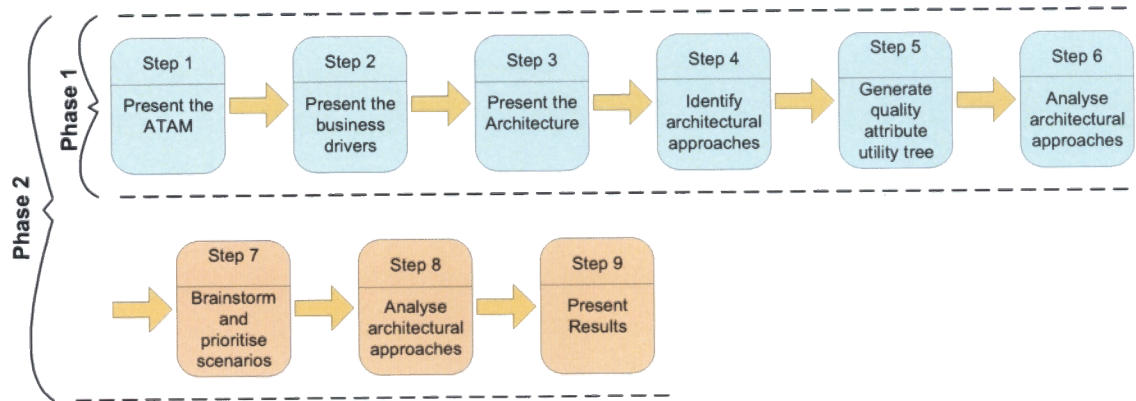 Phase 2
Phase 1
Step 1
Present the
ATAM
Step 2
Present the
business
drivers
Step 3
Present the
Architecture
Step 4
Identify
architectural
approaches
Step 5
Generate
quality
attribute
utility tree
Step 6
Analyse
architectural
approaches
Step 7
Brainstorm
and
prioritise
scenarios
Step 8
Analyse
architectural
approaches
Step 9
Present
Results